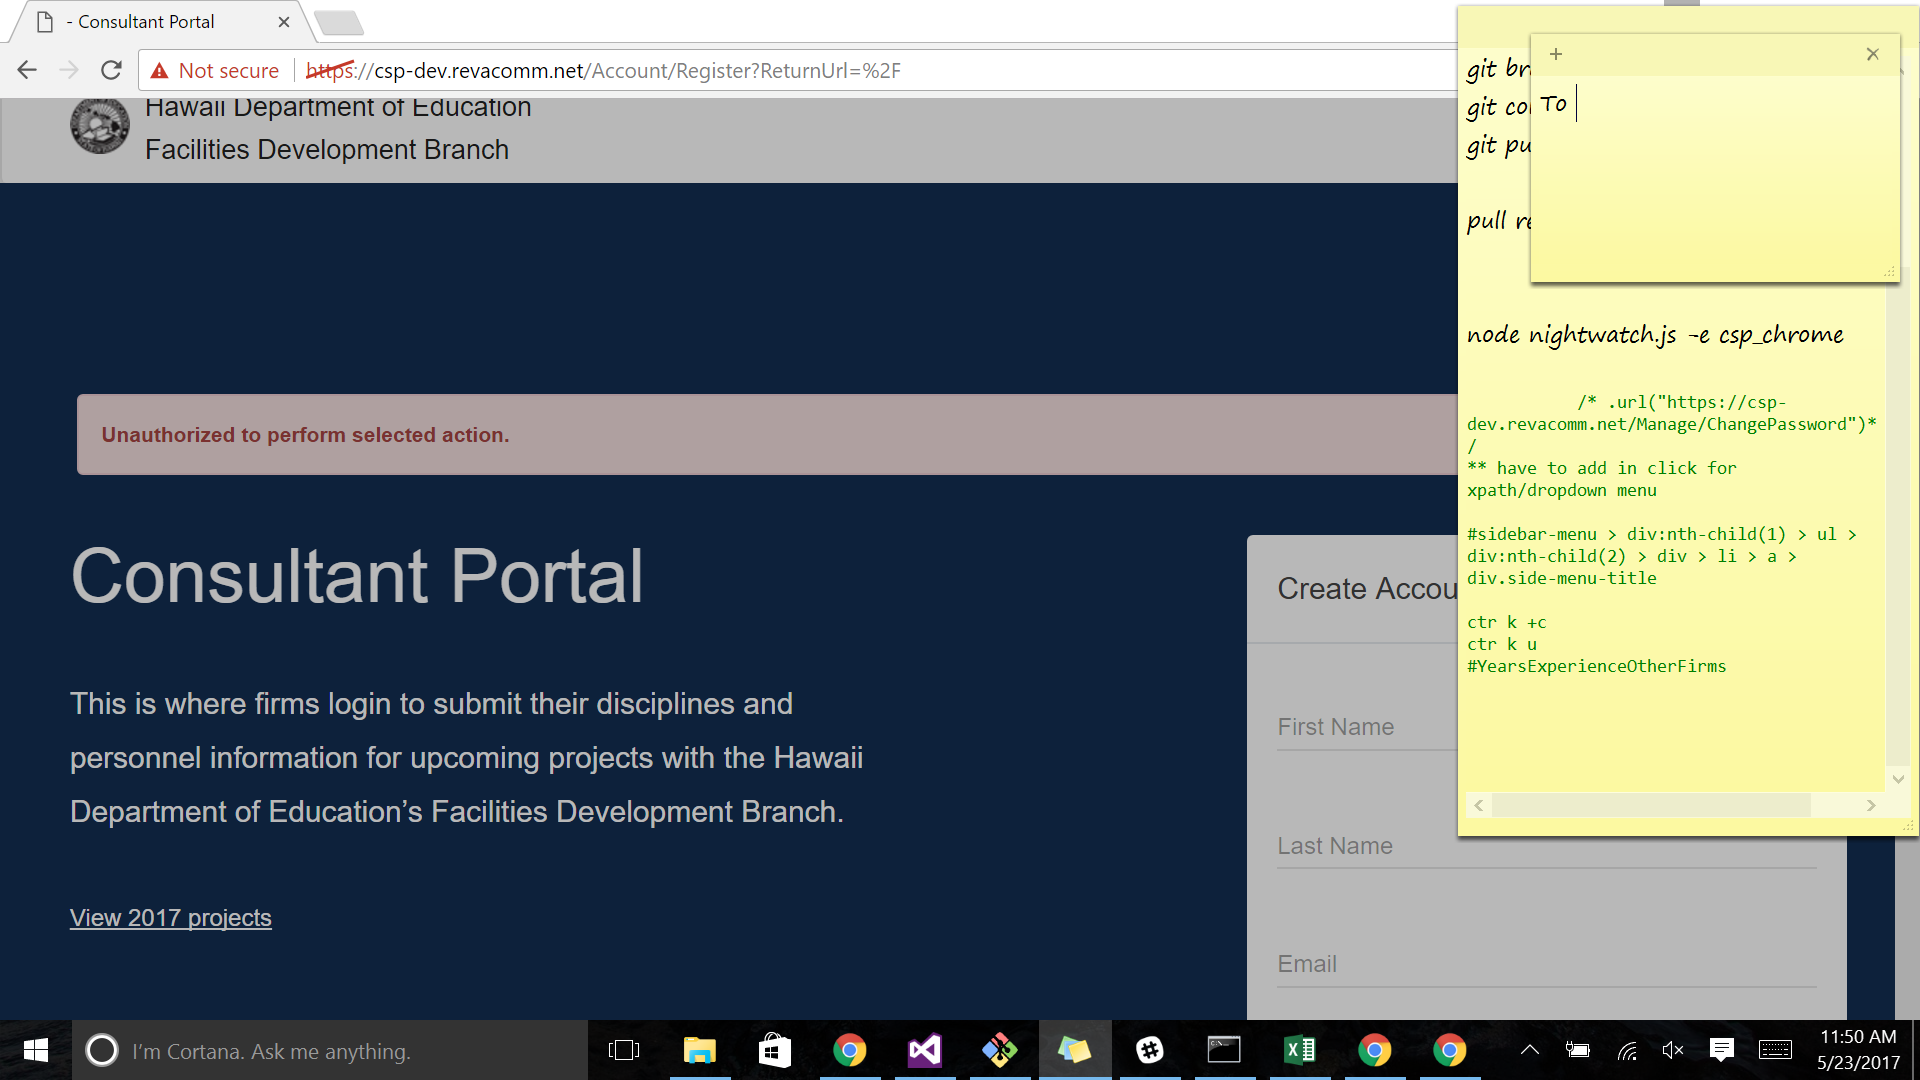 - Consultant Portal
Not secure
https://csp-dev.revacomm.net/Account/Register?ReturnUrl=%2F
Hawaii Department of Education
Facilities Development Branch
Unauthorized to perform selected action.
Consultant Portal
This is where firms login to submit their disciplines and
personnel information for upcoming projects with the Hawaii
Department of Education’s Facilities Development Branch.
View 2017 projects
Create Accou
First Name
Last Name
Email
To
git br
git co
git pu
pull re
node nightwatch.js -e csp_chrome
/* .url("https://csp-
dev.revacomm.net/Manage/ChangePassword")*
/
** have to add in click for
xpath/dropdown menu
#sidebar-menu > div:nth-child(1) > ul >
div:nth-child(2) > div > li > a >
div.side-menu-title
ctr k +c
ctr k u
#YearsExperienceOtherFirms
I’m Cortana. Ask me anything.
11:50 AM
5/23/2017